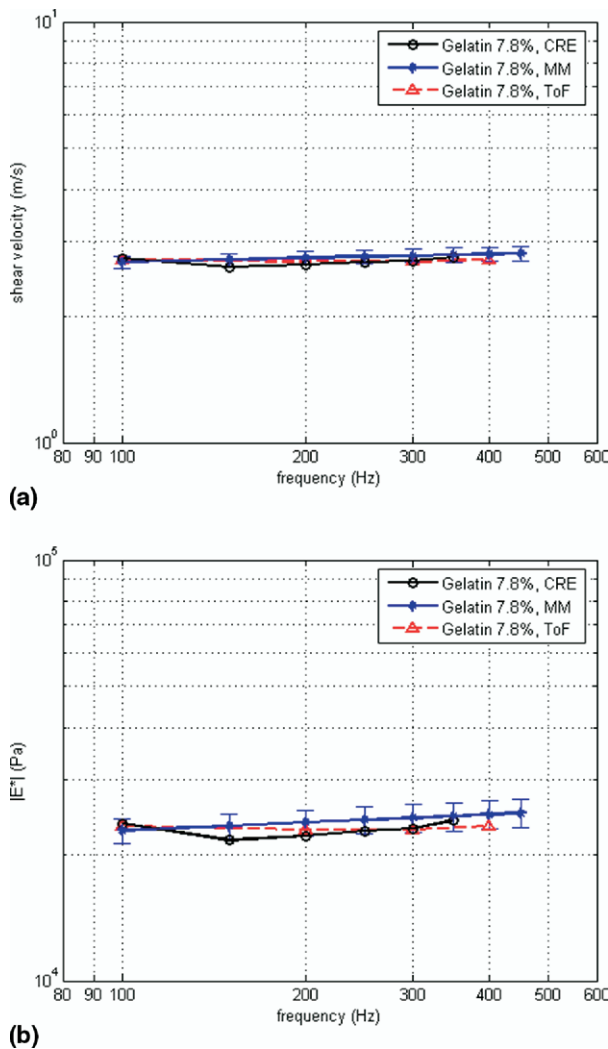 10^1
Gelatin 7.8%, CRE
Gelatin 7.8%, MM
Gelatin 7.8%, ToF
shear velocity (m/s)
10^0
80 90 100 200 300 400 500 600
frequency (Hz)
(a)
10^5
Gelatin 7.8%, CRE
Gelatin 7.8%, MM
Gelatin 7.8%, ToF
|E*| (Pa)
10^4
80 90 100 200 300 400 500 600
frequency (Hz)
(b)